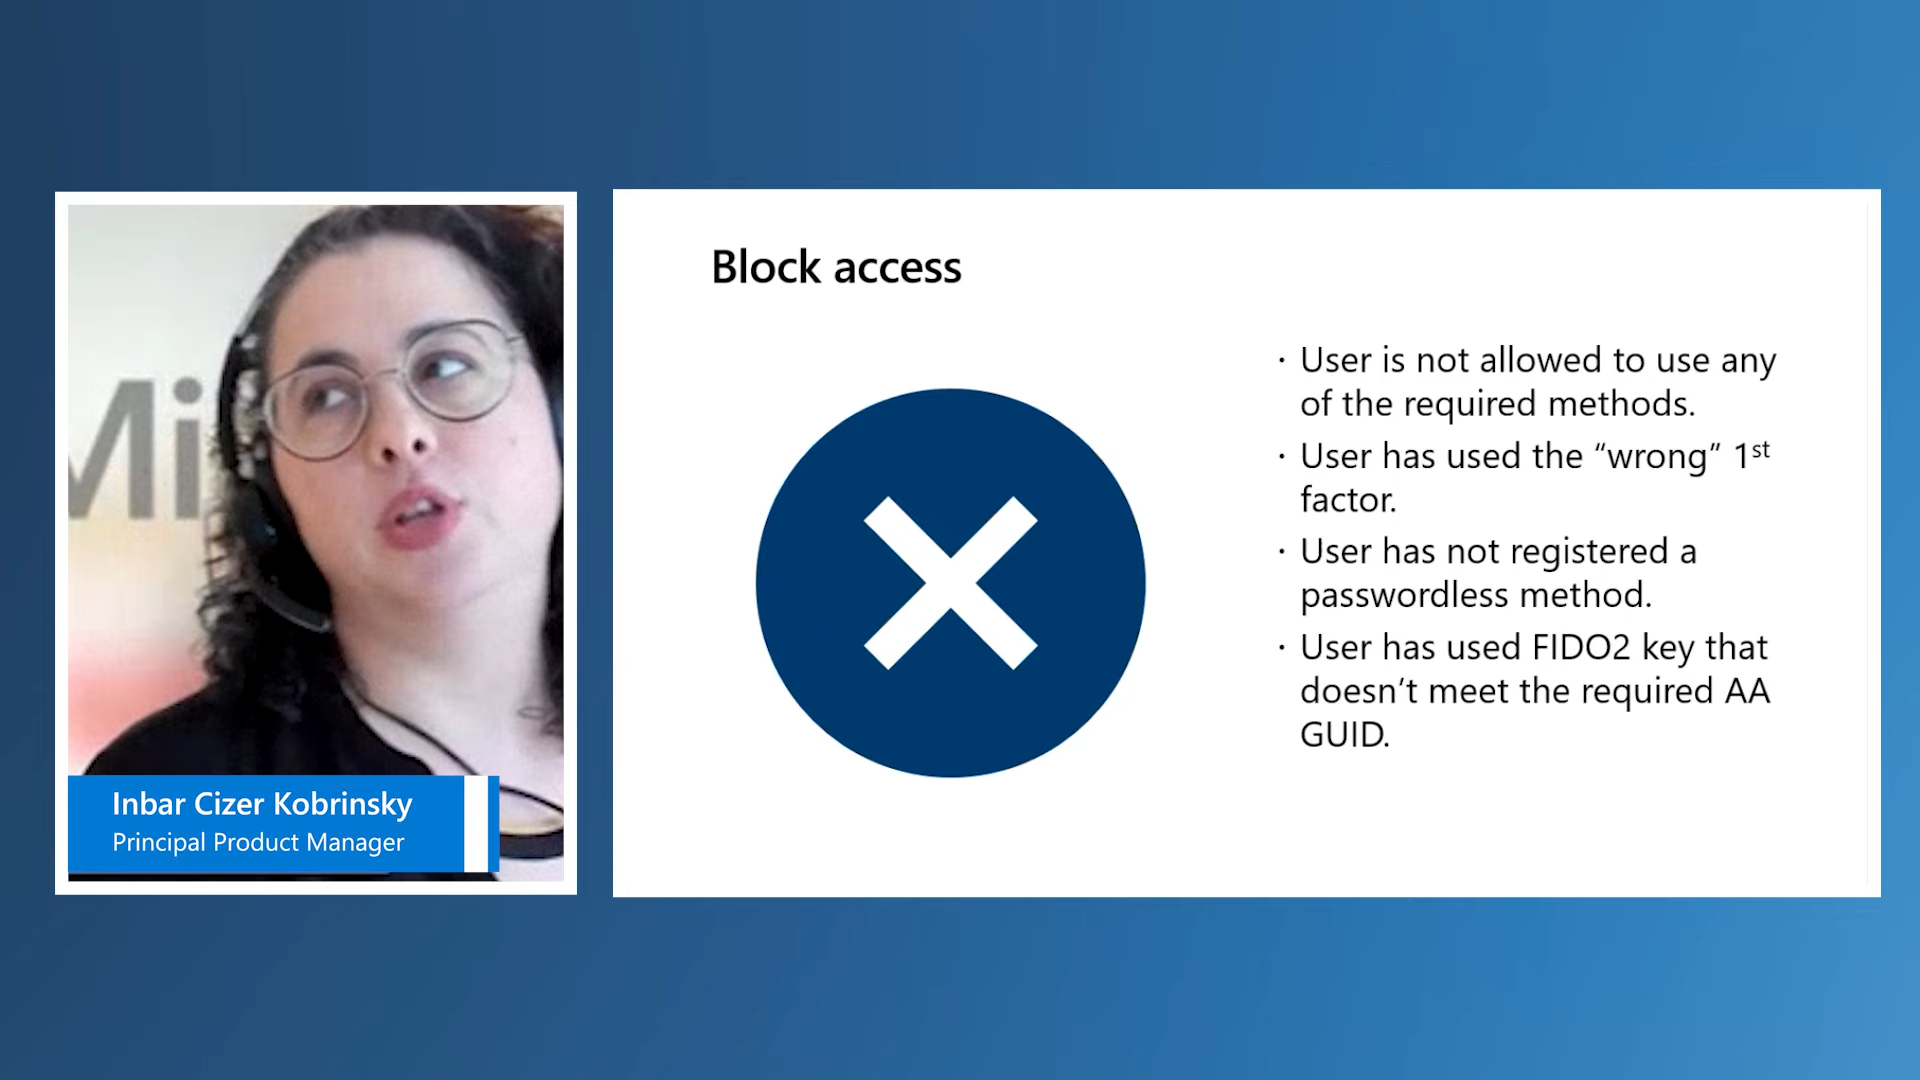 Mi
Inbar Cizer Kobrinsky
Principal Product Manager
Block access
· User is not allowed to use any
of the required methods.
· User has used the “wrong” 1st
factor.
· User has not registered a
passwordless method.
· User has used FIDO2 key that
doesn’t meet the required AA
GUID.